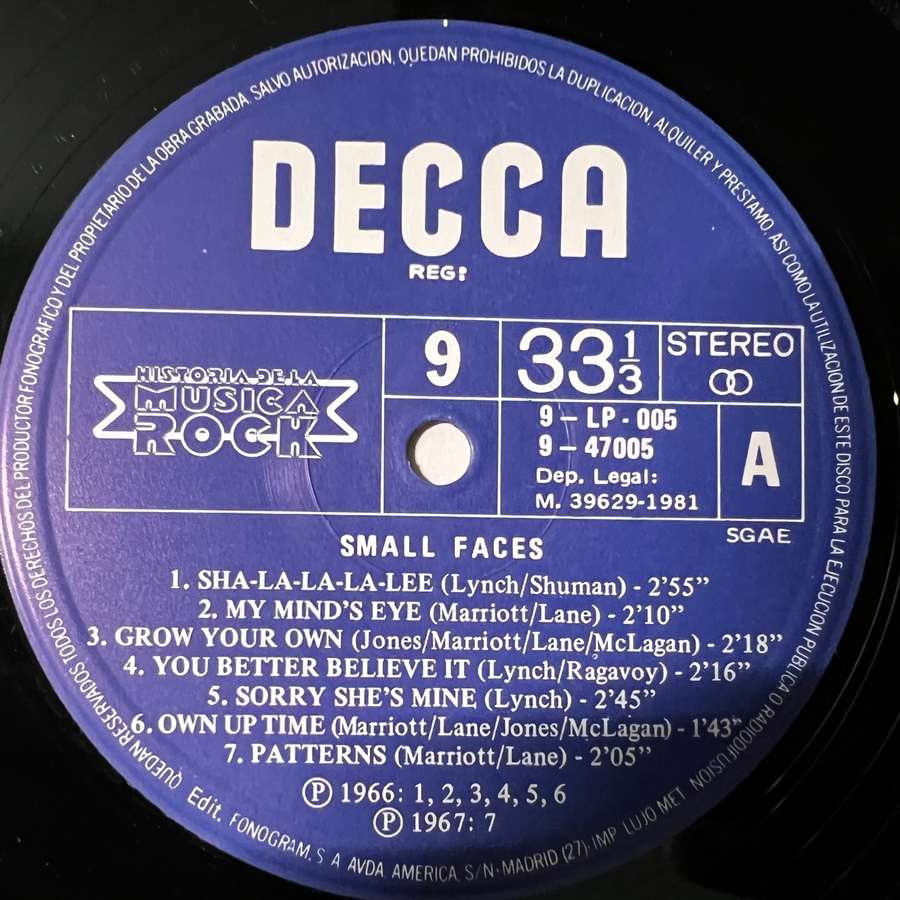 QUEDAN RESERVADOS TODOS LOS DERECHOS DEL PRODUCTOR FONOGRAFICO Y DEL PROPIETARIO DE LA OBRA GRABADA. SALVO AUTORIZACION, QUEDAN PROHIBIDOS LA DUPLICACION, ALQUILER Y PRESTAMO, ASI COMO LA UTILIZACION DE ESTE DISCO PARA LA EJECUCION PUBLICA O RADIODIFUSION
DECCA
REG:
HISTORIA DE LA
MUSICA
ROCK
9
33 1/3
STEREO
9 - LP - 005
9 - 47005
Dep. Legal:
M. 39629-1981
A
SGAE
SMALL FACES
1. SHA-LA-LA-LA-LEE (Lynch/Shuman) - 2'55"
2. MY MIND'S EYE (Marriott/Lane) - 2'10"
3. GROW YOUR OWN (Jones/Marriott/Lane/McLagan) - 2'18"
4. YOU BETTER BELIEVE IT (Lynch/Ragavoy) - 2'16"
5. SORRY SHE'S MINE (Lynch) - 2'45"
6. OWN UP TIME (Marriott/Lane/Jones/McLagan) - 1'43"
7. PATTERNS (Marriott/Lane) - 2'05"
Ⓟ 1966: 1, 2, 3, 4, 5, 6
Ⓟ 1967: 7
Edit. FONOGRAM, S A AVDA. AMERICA, S/N-MADRID (27) IMP LUJO MET